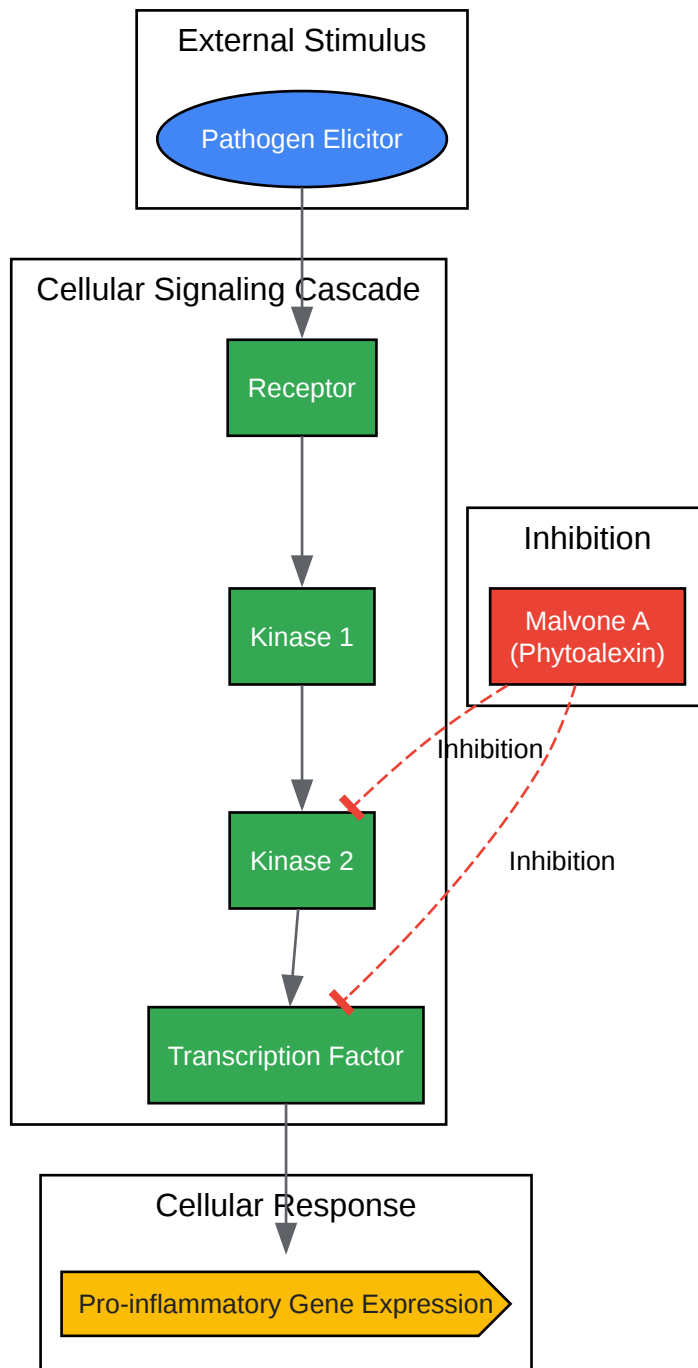 External Stimulus
Pathogen Elicitor
Cellular Signaling Cascade
Receptor
Inhibition
Malvone A
(Phytoalexin)
Kinase 1
Inhibition
Kinase 2
Inhibition
Transcription Factor
Cellular Response
Pro-inflammatory Gene Expression